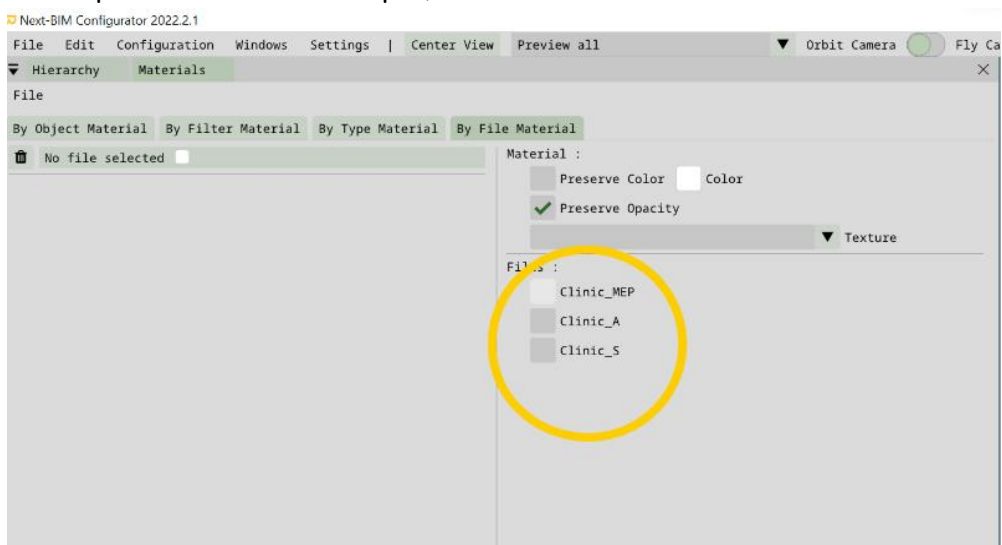 Next-BIM Configurator 2022.2.1
File Edit Configuration Windows Settings | Center View Preview all Orbit Camera Fly Ca
Hierarchy Materials
File
By Object Material By Filter Material By Type Material By File Material
No file selected
Material :
Preserve Color Color
Preserve Opacity
Texture
Files :
Clinic_MEP
Clinic_A
Clinic_S